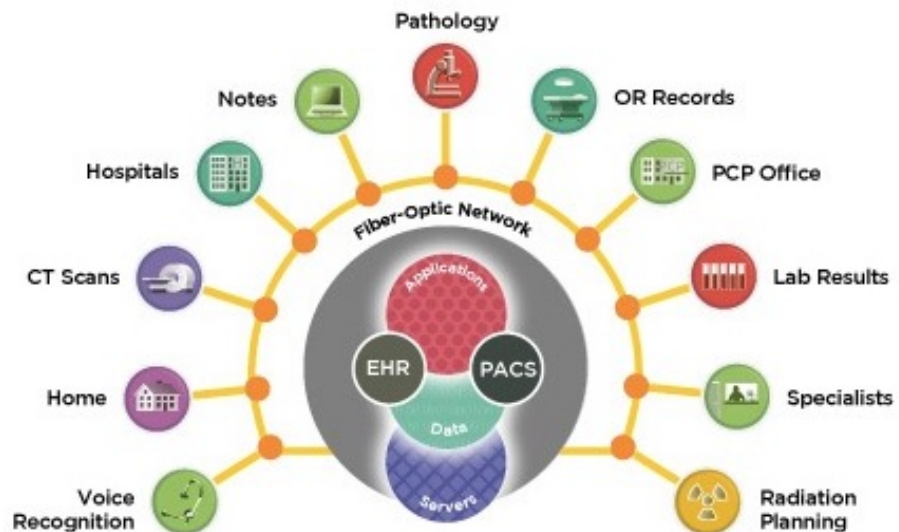 Pathology
Notes
OR Records
Hospitals
PCP Office
Fiber-Optic Network
CT Scans
Applications
Lab Results
EHR
PACS
Home
Data
Specialists
Voice
Recognition
Servers
Radiation
Planning